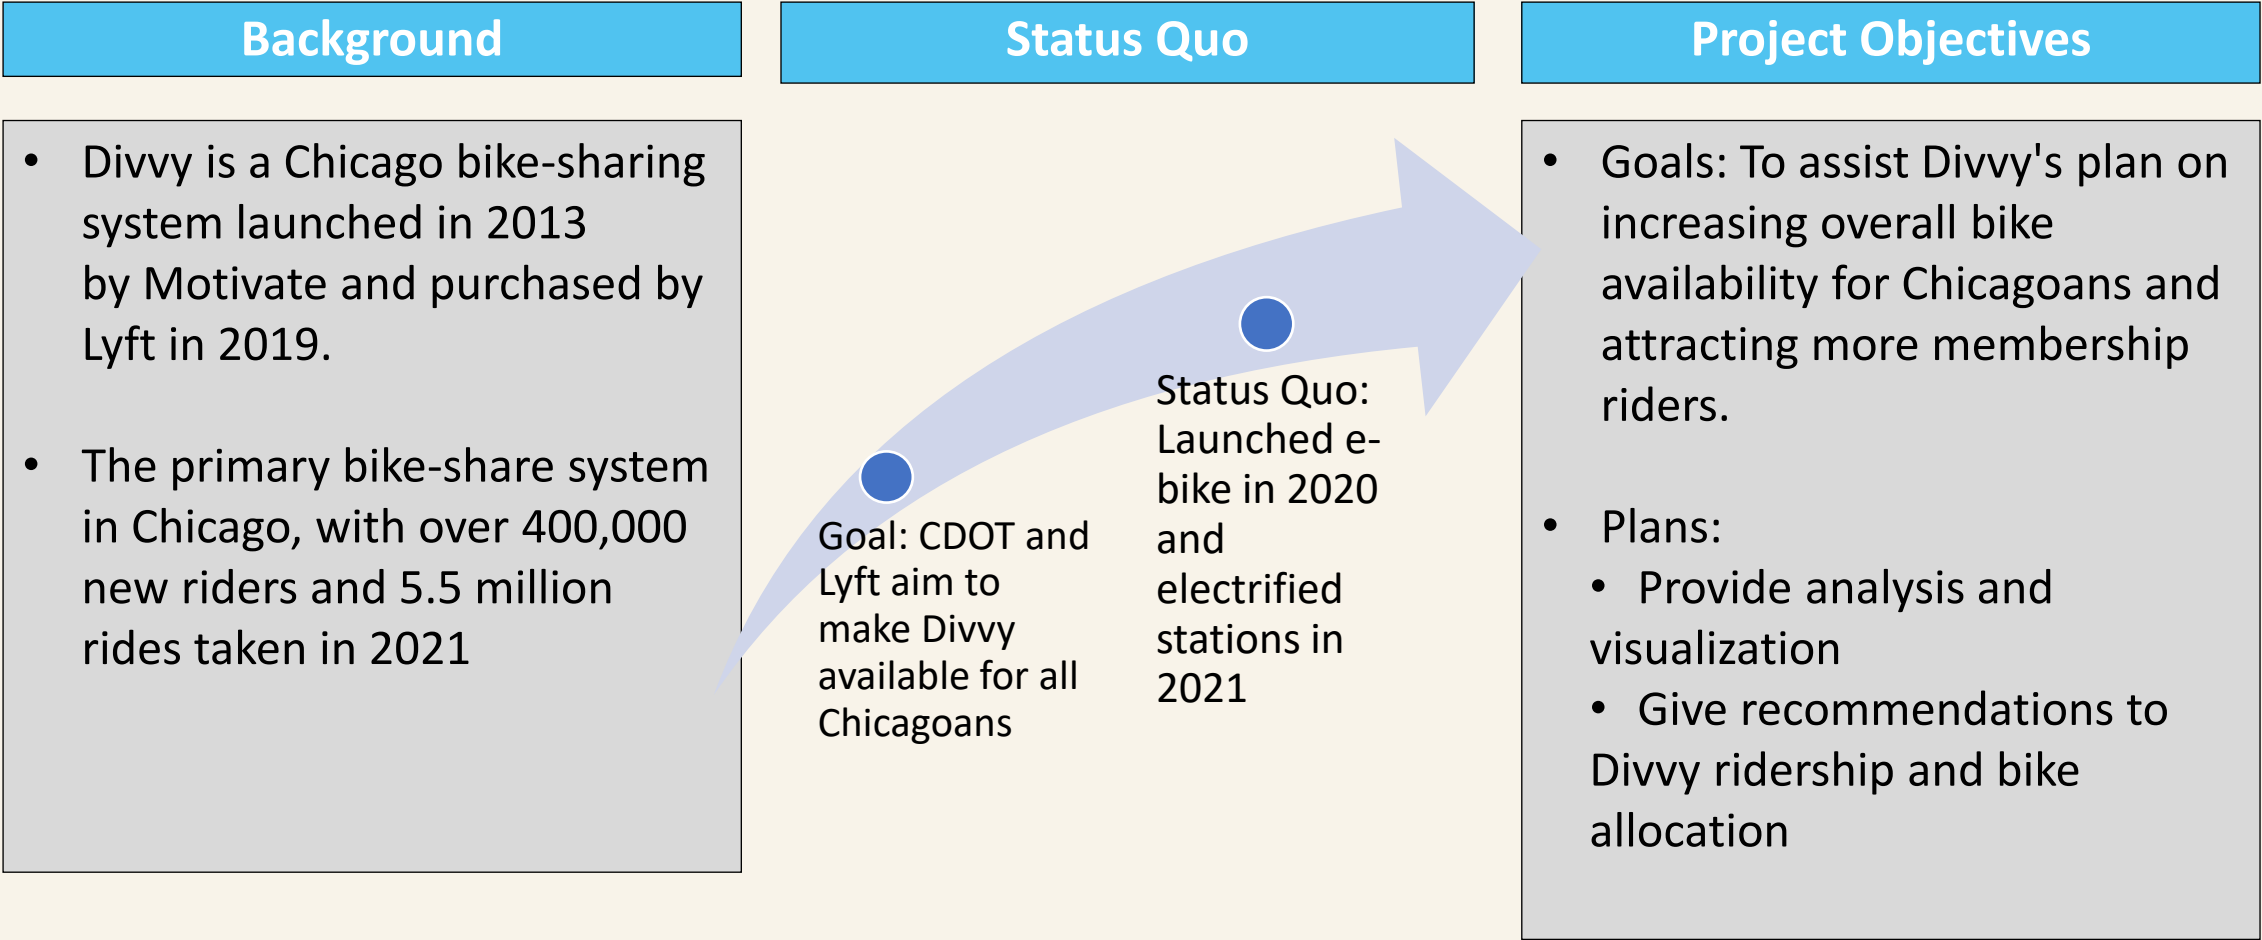 Background
• Divvy is a Chicago bike-sharing
system launched in 2013
by Motivate and purchased by
Lyft in 2019.
• The primary bike-share system
in Chicago, with over 400,000
new riders and 5.5 million
rides taken in 2021
Status Quo
Goal: CDOT and
Lyft aim to
make Divvy
available for all
Chicagoans
Status Quo:
Launched e-
bike in 2020
and
electrified
stations in
2021
Project Objectives
• Goals: To assist Divvy's plan on
increasing overall bike
availability for Chicagoans and
attracting more membership
riders.
• Plans:
• Provide analysis and
visualization
• Give recommendations to
Divvy ridership and bike
allocation